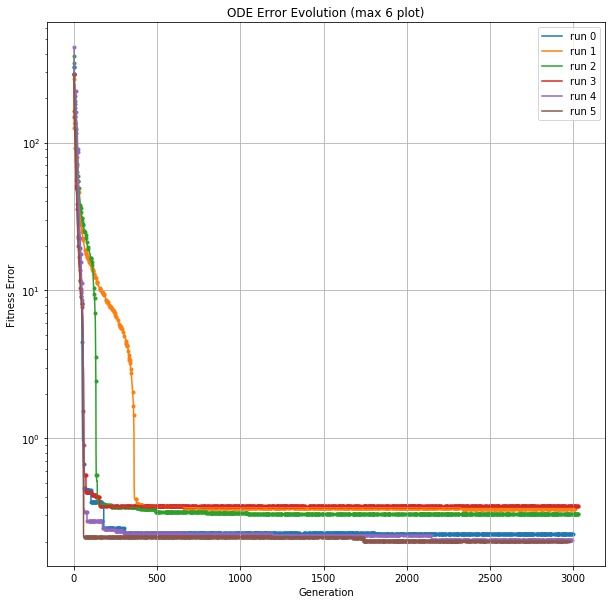 ODE Error Evolution (max 6 plot)
run 0
run 1
run 2
run 3
run 4
run 5
10²
10¹
10⁰
Fitness Error
0 500 1000 1500 2000 2500 3000
Generation